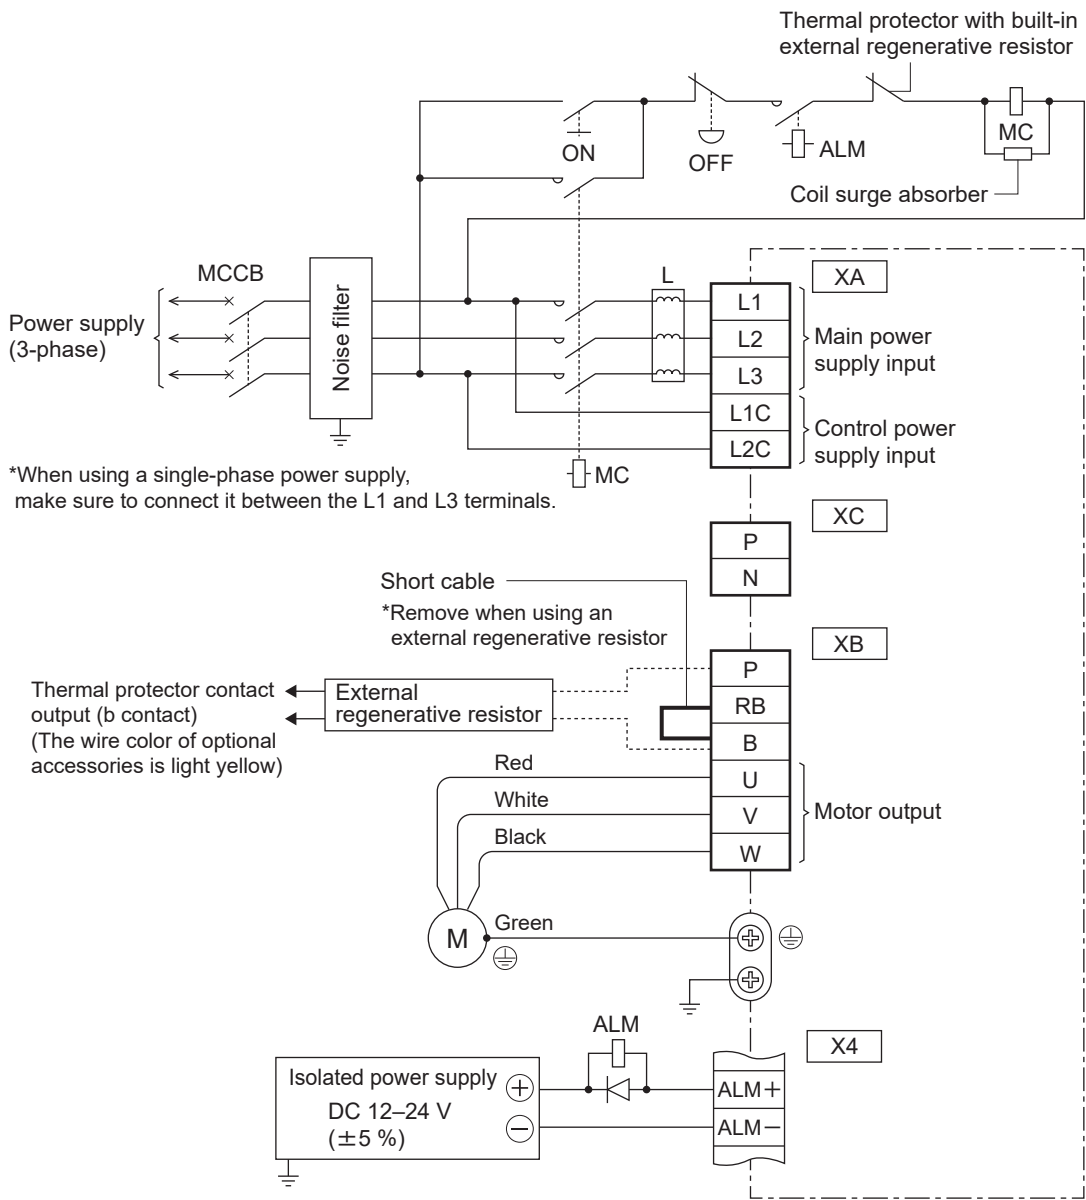 Thermal protector with built-in
external regenerative resistor
ON
OFF
ALM
MC
Coil surge absorber
MCCB
Noise filter
L
Power supply
(3-phase)
XA
L1
L2
L3
L1C
L2C
Main power
supply input
Control power
supply input
MC
*When using a single-phase power supply,
make sure to connect it between the L1 and L3 terminals.
XC
P
N
Short cable
*Remove when using an
external regenerative resistor
XB
P
RB
B
U
V
W
Thermal protector contact
output (b contact)
(The wire color of optional
accessories is light yellow)
External
regenerative resistor
Red
White
Black
Motor output
M
Green
ALM
X4
Isolated power supply
DC 12–24 V
(±5 %)
+
−
ALM+
ALM−